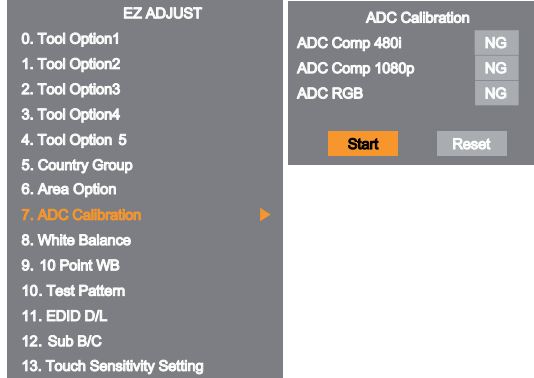 EZ ADJUST
0. Tool Option1
1. Tool Option2
2. Tool Option3
3. Tool Option4
4. Tool Option 5
5. Country Group
6. Area Option
7. ADC Calibration
8. White Balance
9. 10 Point WB
10. Test Pattern
11. EDID D/L
12. Sub B/C
13. Touch Sensitivity Setting
ADC Calibration
ADC Comp 480i NG
ADC Comp 1080p NG
ADC RGB NG
Start Reset